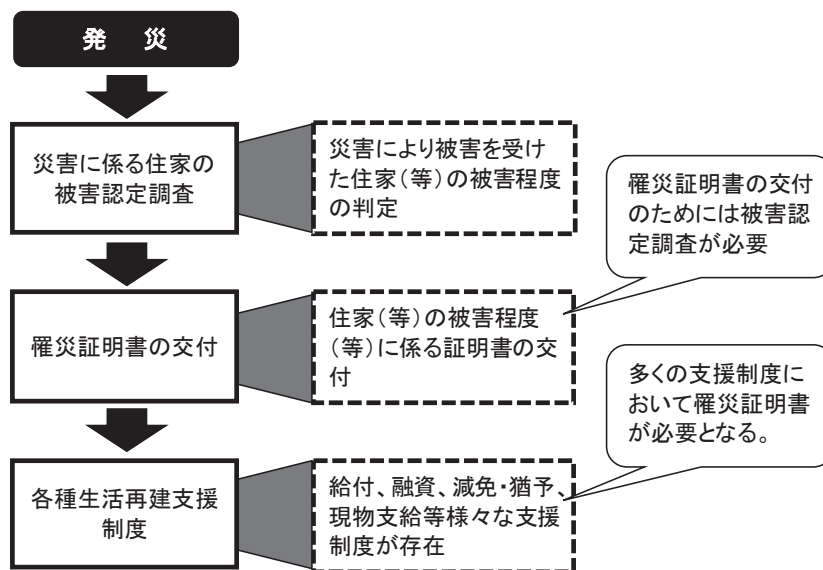 発 災
災害に係る住家の
被害認定調査
災害により被害を受け
た住家(等)の被害程度
の判定
罹災証明書の交付
のためには被害認
定調査が必要
罹災証明書の交付
住家(等)の被害程度
(等)に係る証明書の交
付
多くの支援制度に
おいて罹災証明書
が必要となる。
各種生活再建支援
制度
給付、融資、減免・猶予、
現物支給等様々な支援
制度が存在